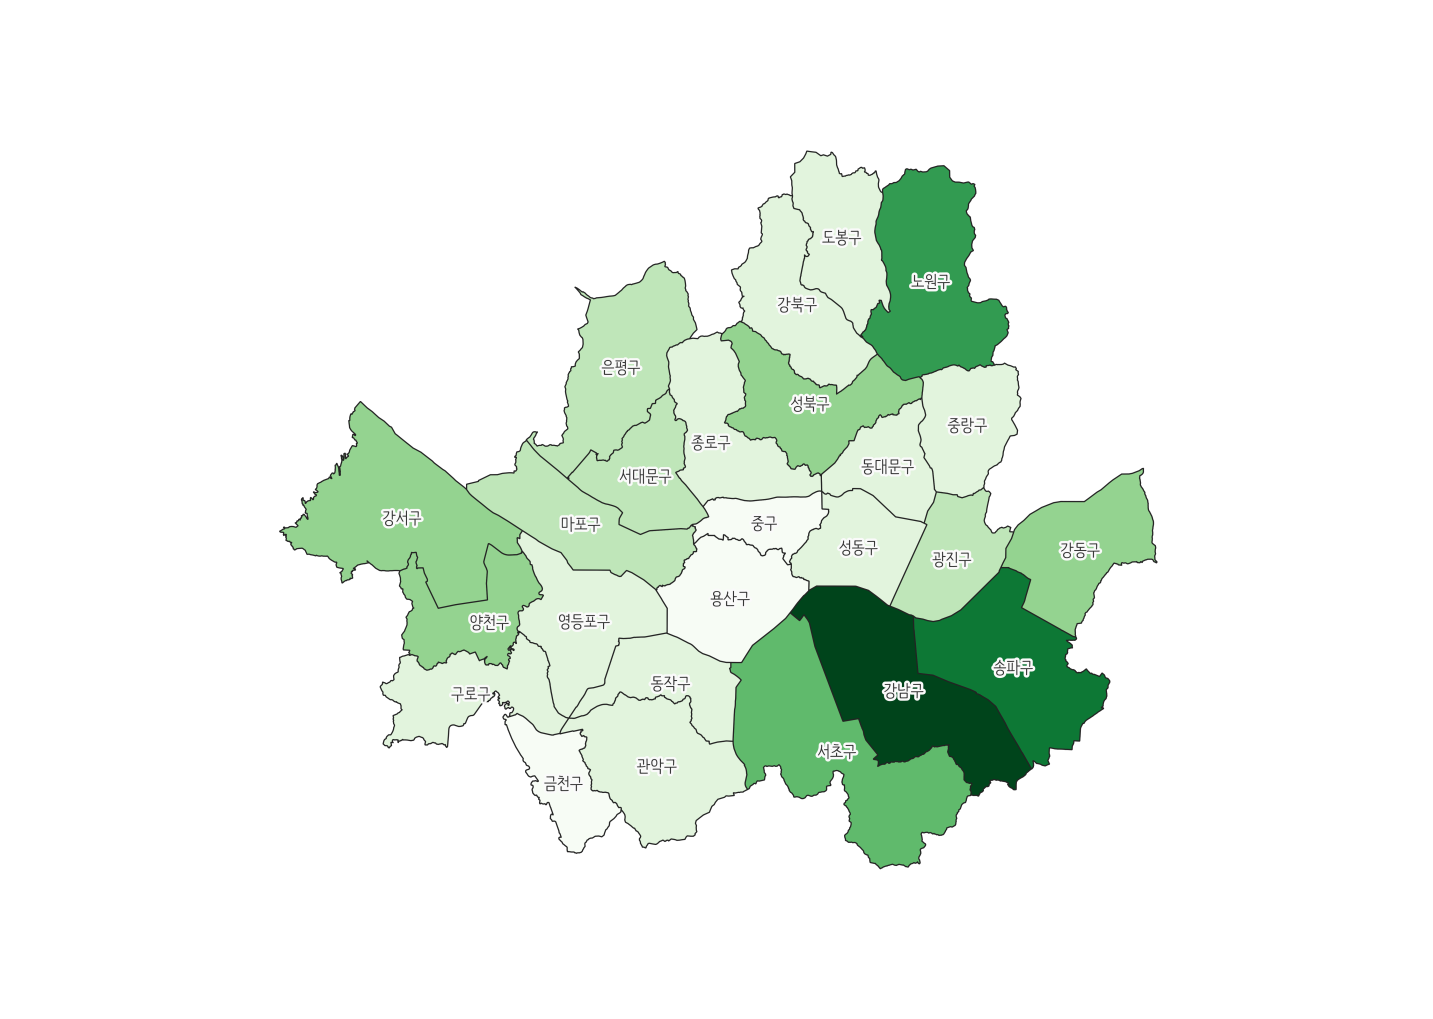 도봉구
노원구
강북구
은평구
성북구
중랑구
종로구
동대문구
서대문구
강서구
마포구
중구
성동구
강동구
광진구
용산구
양천구
영등포구
송파구
동작구
강남구
구로구
서초구
관악구
금천구